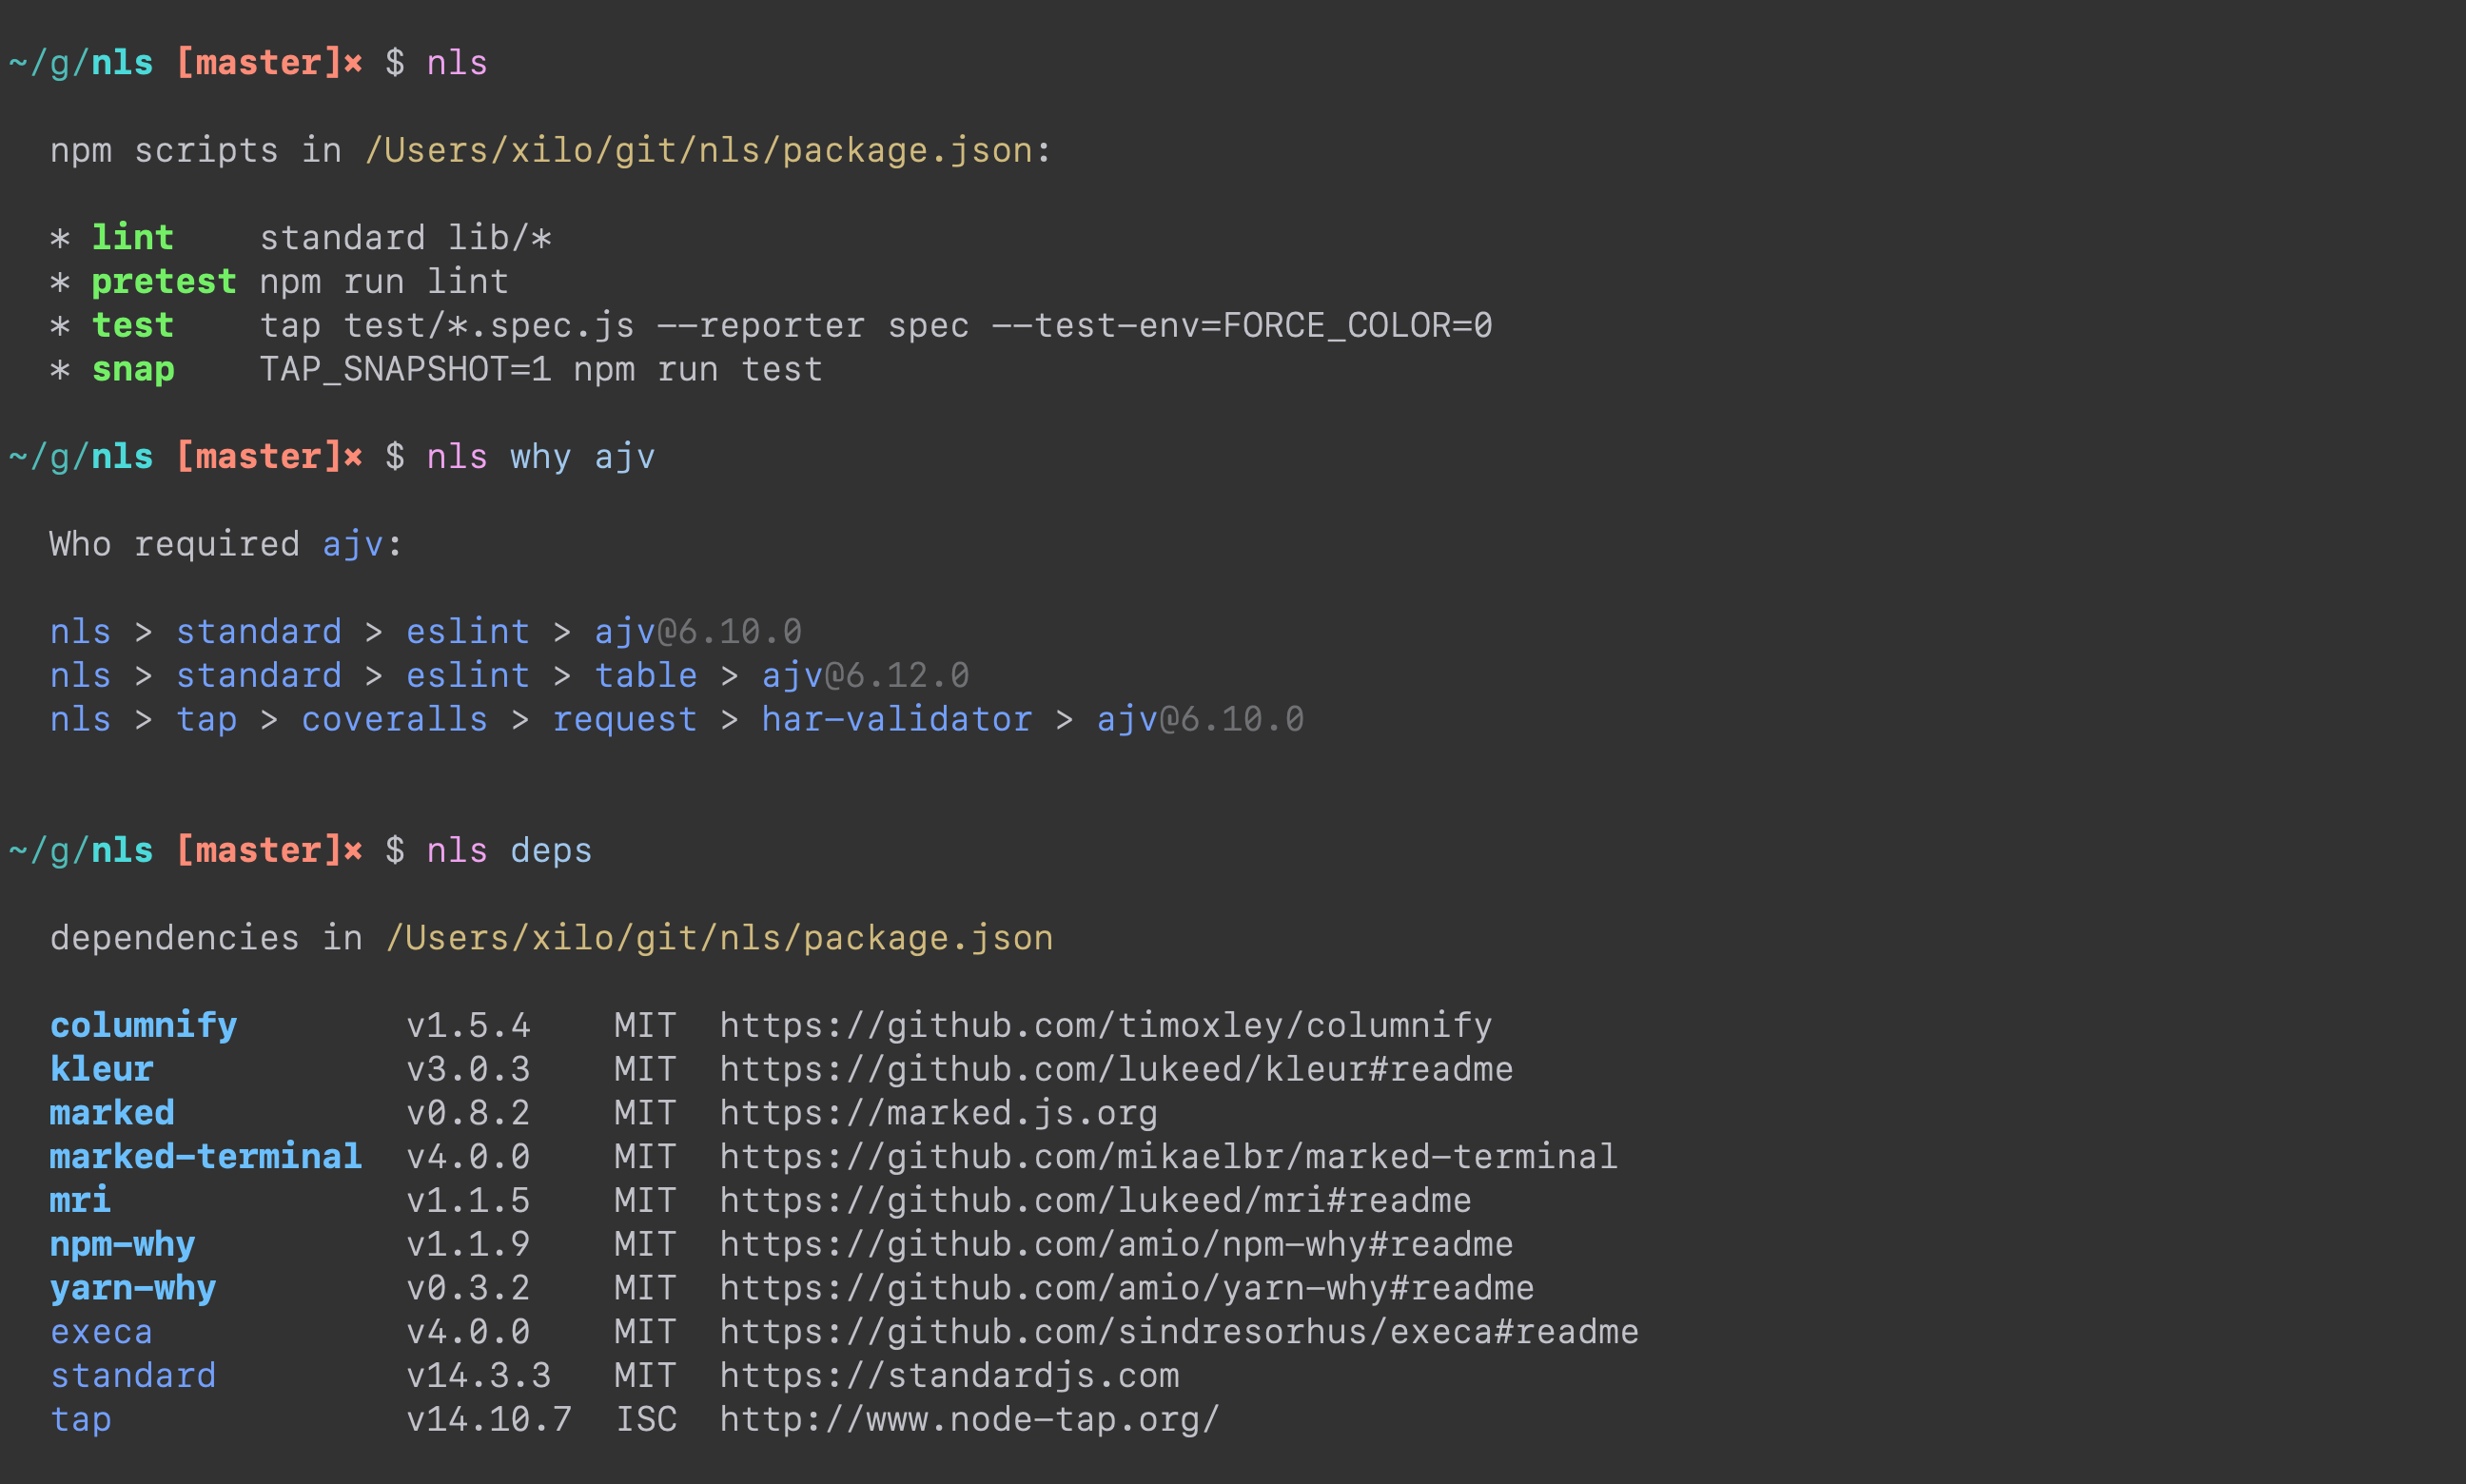 ~/g/nls [master]× $ nls
npm scripts in /Users/xilo/git/nls/package.json:
* lint    standard lib/*
* pretest npm run lint
* test    tap test/*.spec.js --reporter spec --test-env=FORCE_COLOR=0
* snap    TAP_SNAPSHOT=1 npm run test
~/g/nls [master]× $ nls why ajv
Who required ajv:
nls > standard > eslint > ajv@6.10.0
nls > standard > eslint > table > ajv@6.12.0
nls > tap > coveralls > request > har-validator > ajv@6.10.0
~/g/nls [master]× $ nls deps
dependencies in /Users/xilo/git/nls/package.json
columnify        v1.5.4    MIT  https://github.com/timoxley/columnify
kleur            v3.0.3    MIT  https://github.com/lukeed/kleur#readme
marked           v0.8.2    MIT  https://marked.js.org
marked-terminal  v4.0.0    MIT  https://github.com/mikaelbr/marked-terminal
mri              v1.1.5    MIT  https://github.com/lukeed/mri#readme
npm-why          v1.1.9    MIT  https://github.com/amio/npm-why#readme
yarn-why         v0.3.2    MIT  https://github.com/amio/yarn-why#readme
execa            v4.0.0    MIT  https://github.com/sindresorhus/execa#readme
standard         v14.3.3   MIT  https://standardjs.com
tap              v14.10.7  ISC  http://www.node-tap.org/